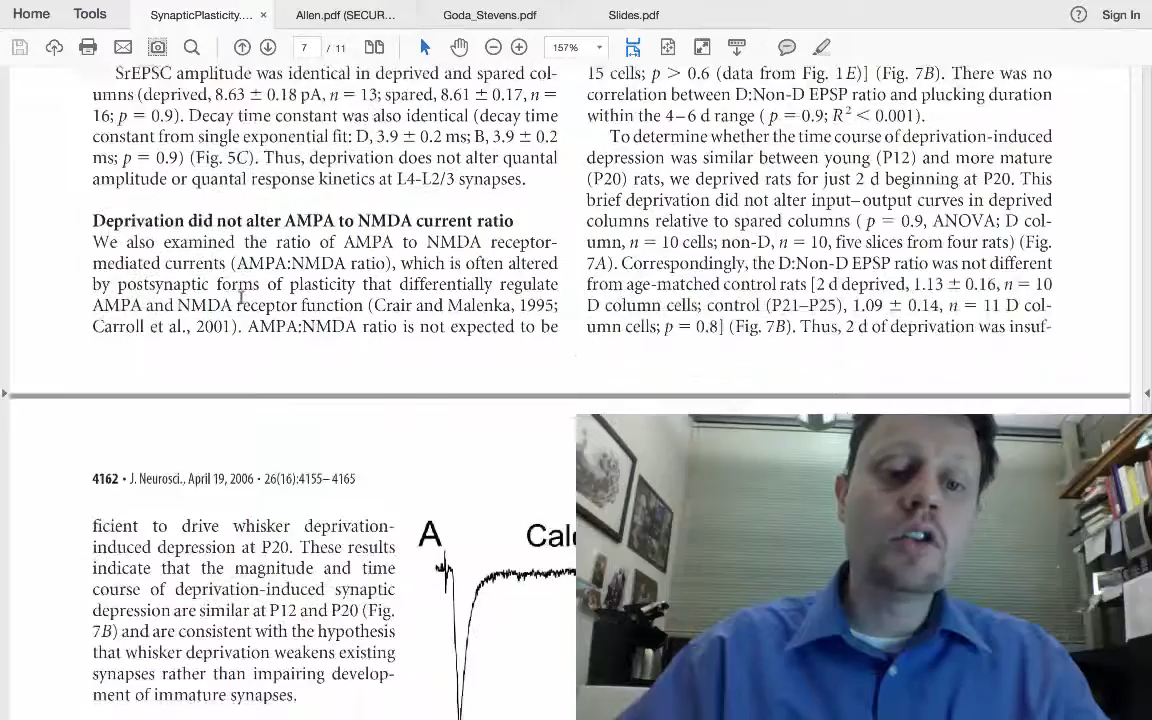 Home Tools SynapticPlasticity.... × Allen.pdf (SECUR... Goda_Stevens.pdf Slides.pdf ? Sign In
7 / 11 157%
SrEPSC amplitude was identical in deprived and spared col-
umns (deprived, 8.63 ± 0.18 pA, n = 13; spared, 8.61 ± 0.17, n =
16; p = 0.9). Decay time constant was also identical (decay time
constant from single exponential fit: D, 3.9 ± 0.2 ms; B, 3.9 ± 0.2
ms; p = 0.9) (Fig. 5C). Thus, deprivation does not alter quantal
amplitude or quantal response kinetics at L4-L2/3 synapses.
Deprivation did not alter AMPA to NMDA current ratio
We also examined the ratio of AMPA to NMDA receptor-
mediated currents (AMPA:NMDA ratio), which is often altered
by postsynaptic forms of plasticity that differentially regulate
AMPA and NMDA receptor function (Crair and Malenka, 1995;
Carroll et al., 2001). AMPA:NMDA ratio is not expected to be
15 cells; p > 0.6 (data from Fig. 1E)] (Fig. 7B). There was no
correlation between D:Non-D EPSP ratio and plucking duration
within the 4–6 d range ( p = 0.9; R² < 0.001).
To determine whether the time course of deprivation-induced
depression was similar between young (P12) and more mature
(P20) rats, we deprived rats for just 2 d beginning at P20. This
brief deprivation did not alter input–output curves in deprived
columns relative to spared columns ( p = 0.9, ANOVA; D col-
umn, n = 10 cells; non-D, n = 10, five slices from four rats) (Fig.
7A). Correspondingly, the D:Non-D EPSP ratio was not different
from age-matched control rats [2 d deprived, 1.13 ± 0.16, n = 10
D column cells; control (P21–P25), 1.09 ± 0.14, n = 11 D col-
umn cells; p = 0.8] (Fig. 7B). Thus, 2 d of deprivation was insuf-
4162 • J. Neurosci., April 19, 2006 • 26(16):4155–4165
ficient to drive whisker deprivation-
induced depression at P20. These results
indicate that the magnitude and time
course of deprivation-induced synaptic
depression are similar at P12 and P20 (Fig.
7B) and are consistent with the hypothesis
that whisker deprivation weakens existing
synapses rather than impairing develop-
ment of immature synapses.
A Calc